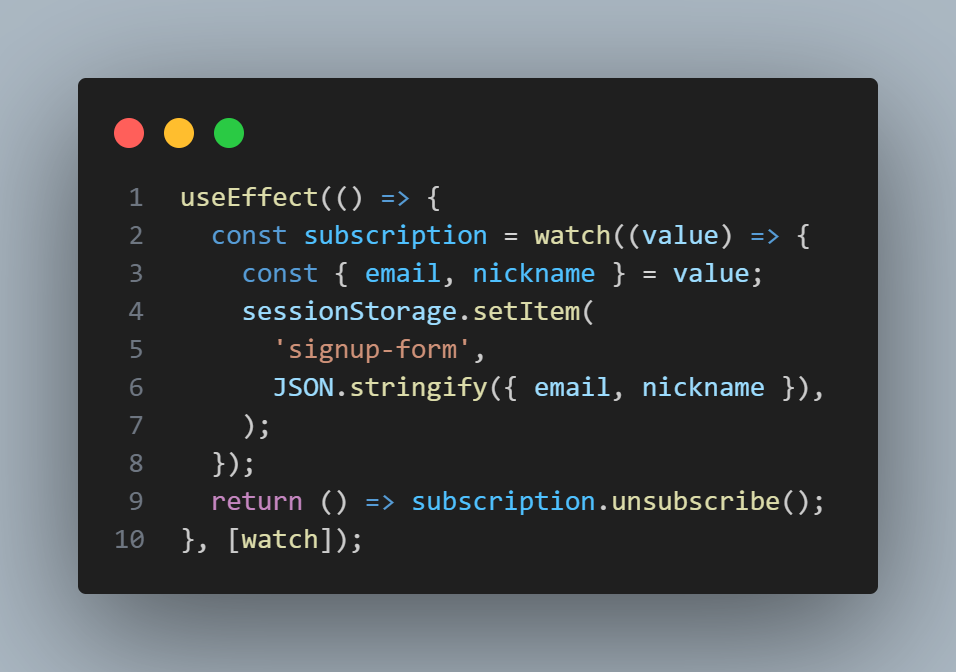 1 useEffect(() => {
2   const subscription = watch((value) => {
3     const { email, nickname } = value;
4     sessionStorage.setItem(
5       'signup-form',
6       JSON.stringify({ email, nickname }),
7     );
8   });
9   return () => subscription.unsubscribe();
10 }, [watch]);